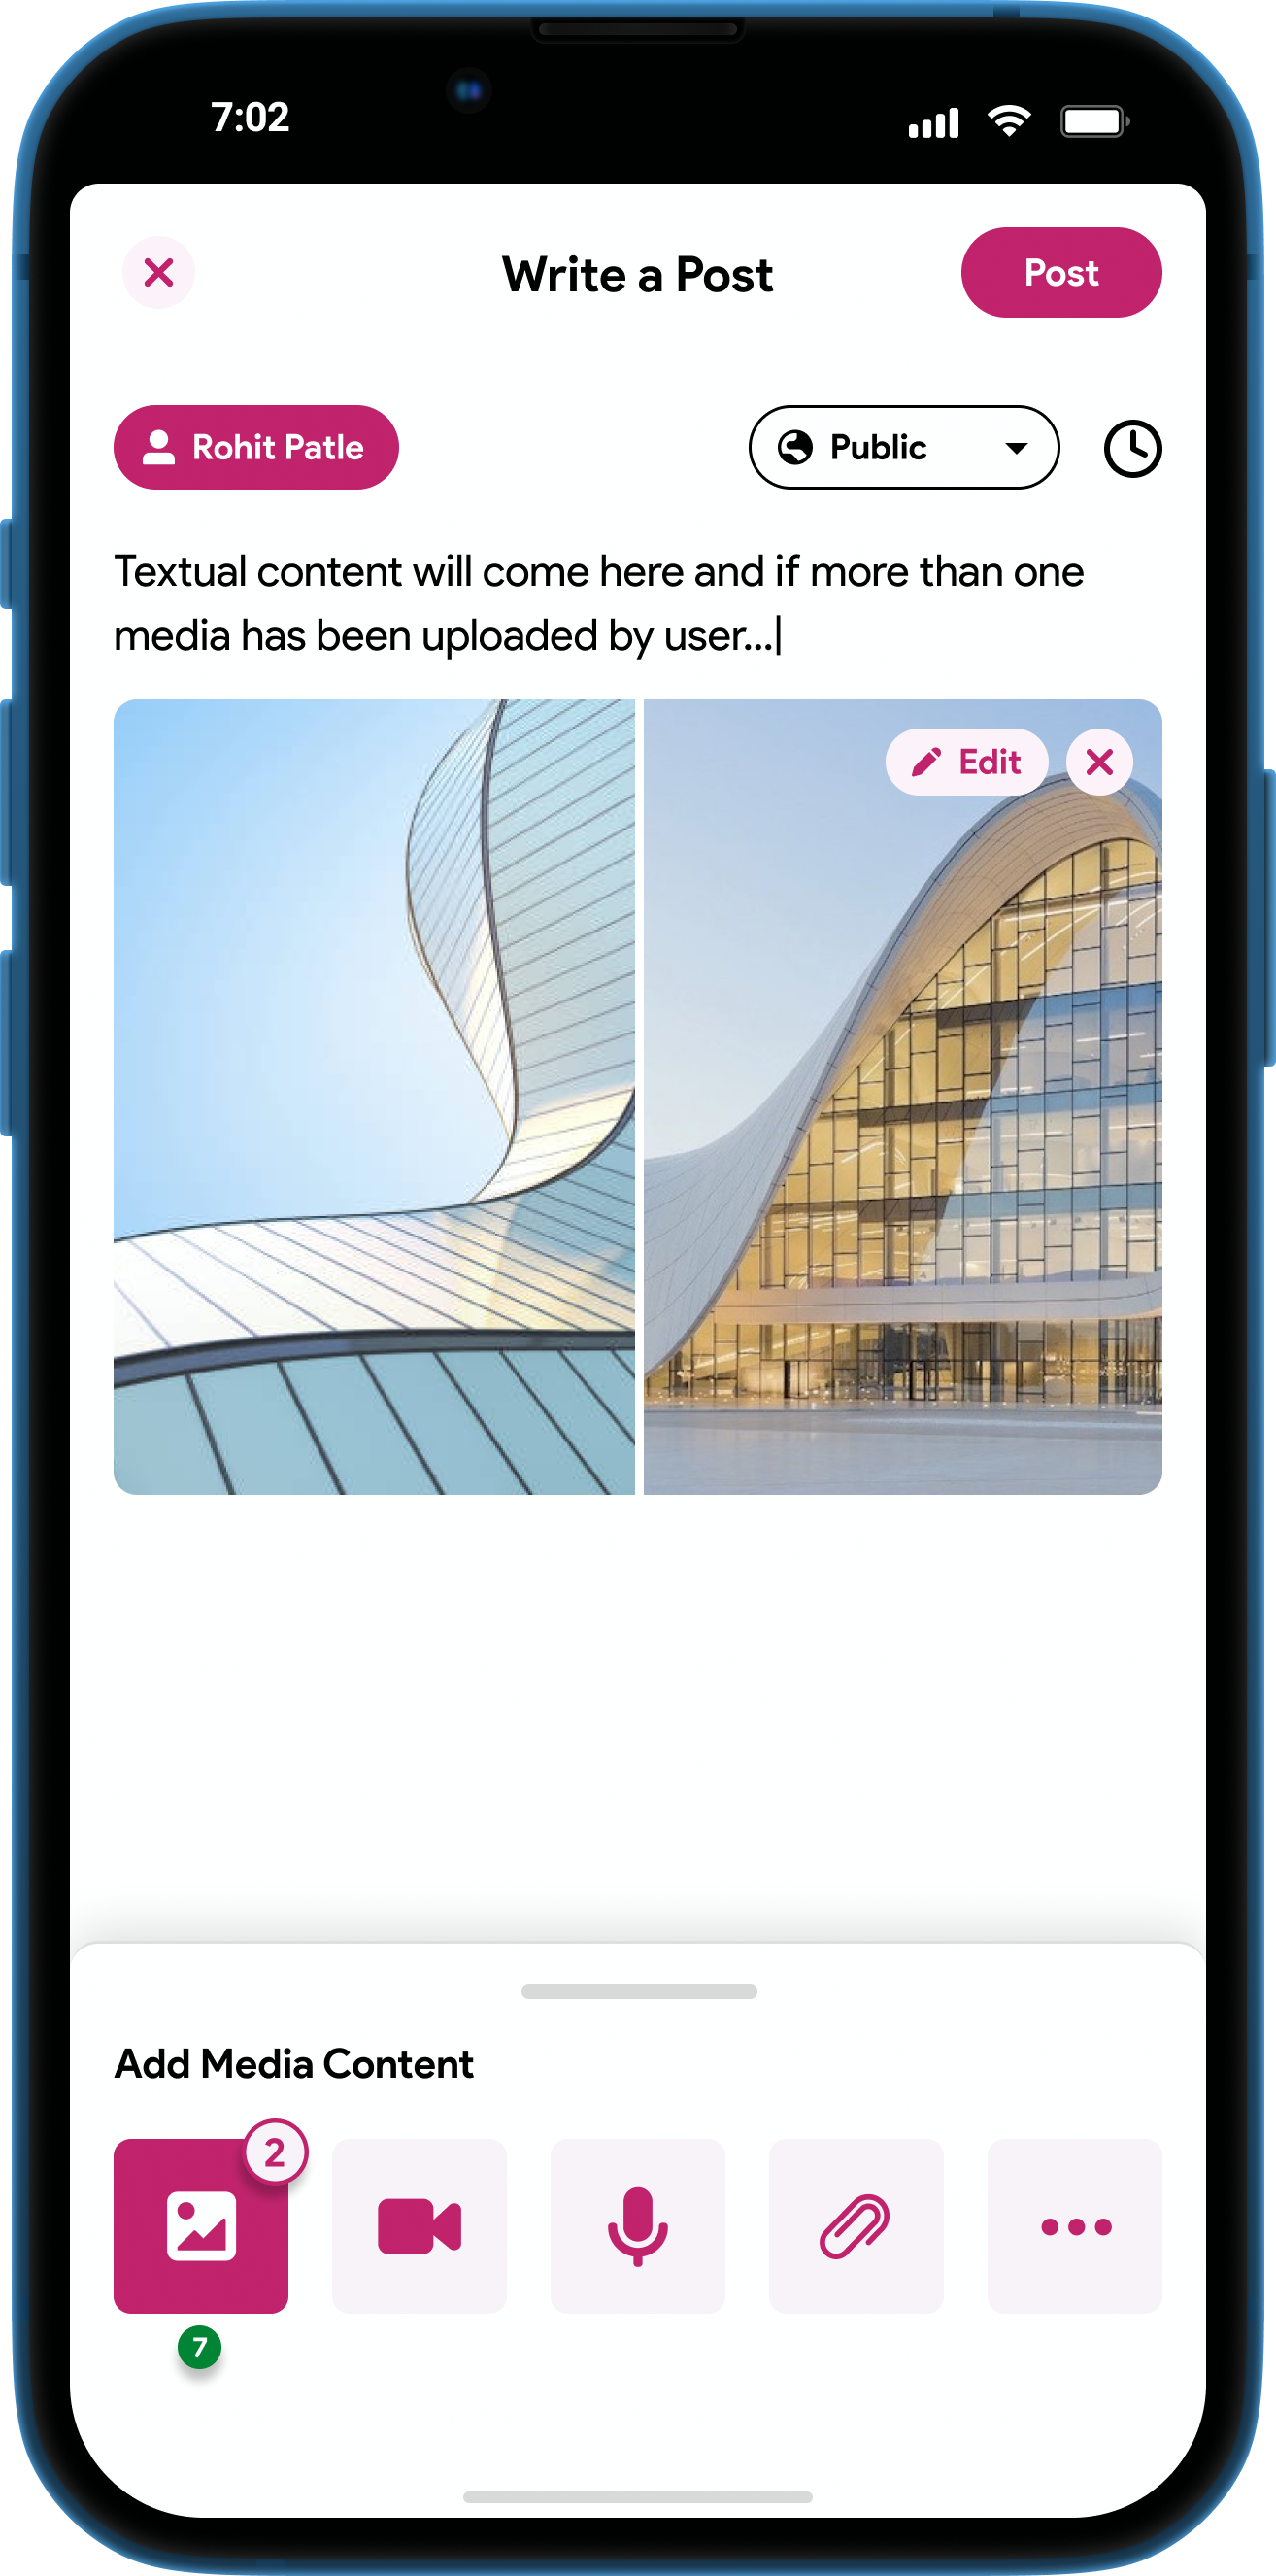 7:02
Write a Post
Post
Rohit Patle
Public
Textual content will come here and if more than one
media has been uploaded by user...
Edit
Add Media Content
2
7